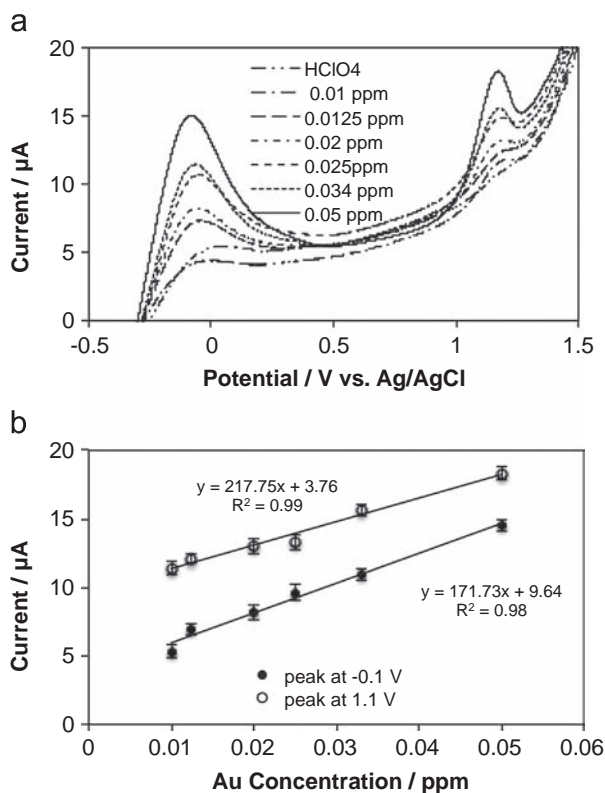 a
20
15
10
5
0
Current / µA
HClO4
0.01 ppm
0.0125 ppm
0.02 ppm
0.025ppm
0.034 ppm
0.05 ppm
-0.5
0
0.5
1
1.5
Potential / V vs. Ag/AgCl
b
20
15
10
5
0
Current / µA
y = 217.75x + 3.76
R² = 0.99
y = 171.73x + 9.64
R² = 0.98
peak at -0.1 V
peak at 1.1 V
0
0.01
0.02
0.03
0.04
0.05
0.06
Au Concentration / ppm